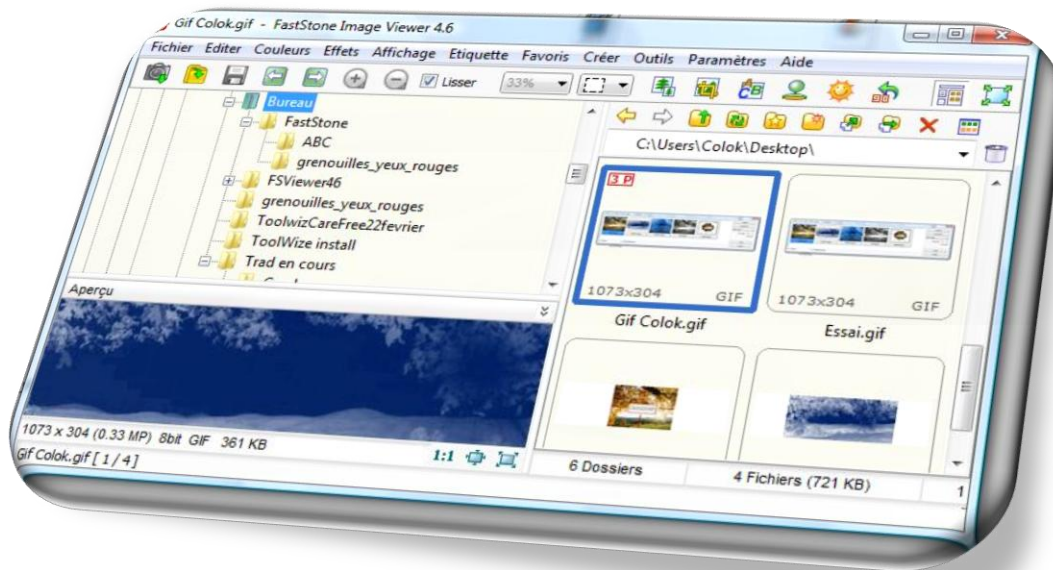 Gif Colok.gif - FastStone Image Viewer 4.6
Fichier Editer Couleurs Effets Affichage Etiquette Favoris Créer Outils Paramètres Aide
Lisser 33%
Bureau
FastStone
ABC
grenouilles_yeux_rouges
FSViewer46
grenouilles_yeux_rouges
ToolwizCareFree22fevrier
ToolWize install
Trad en cours
Aperçu
1073 x 304 (0.33 MP) 8bit GIF 361 KB
1:1
Gif Colok.gif [ 1 / 4 ]
C:\Users\Colok\Desktop\
3 P
1073x304 GIF
Gif Colok.gif
1073x304 GIF
Essai.gif
6 Dossiers
4 Fichiers (721 KB)
1